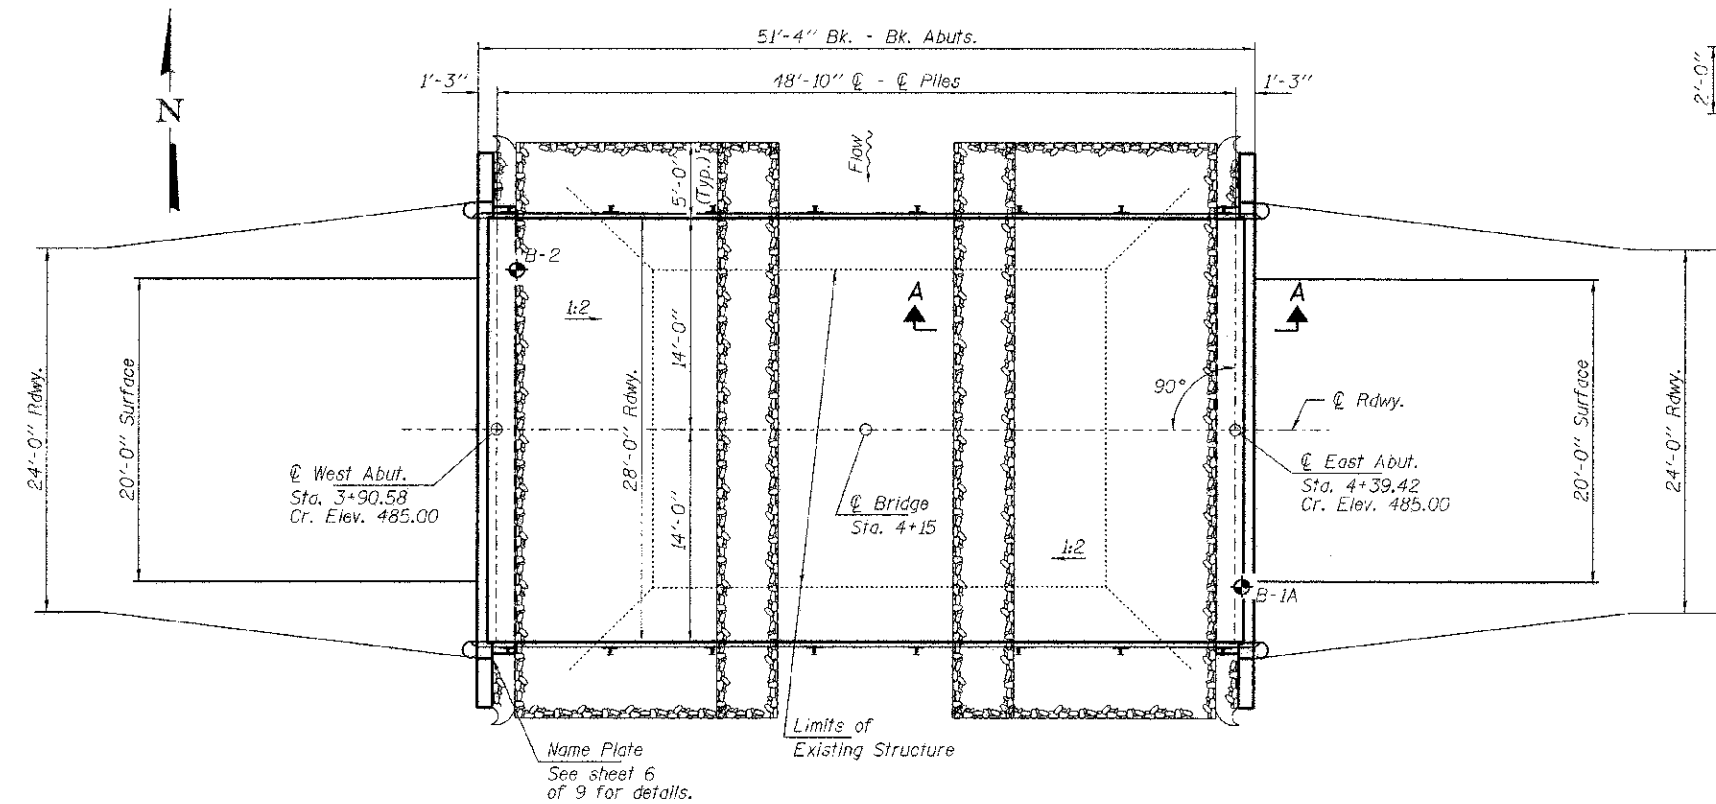 51'-4" Bk. - Bk. Abuts.
1'-3"
48'-10" ℄ - ℄ Piles
1'-3"
2'-0"
N
Flow
5'-0"
(Typ.)
B-2
1:2
A
A
14'-0"
28'-0" Rdwy.
90°
℄ Rdwy.
24'-0" Rdwy.
20'-0" Surface
℄ West Abut.
Sta. 3+90.58
Cr. Elev. 485.00
℄ Bridge
Sta. 4+15
℄ East Abut.
Sta. 4+39.42
Cr. Elev. 485.00
20'-0" Surface
24'-0" Rdwy.
14'-0"
1:2
B-1A
Limits of
Existing Structure
Name Plate
See sheet 6
of 9 for details.